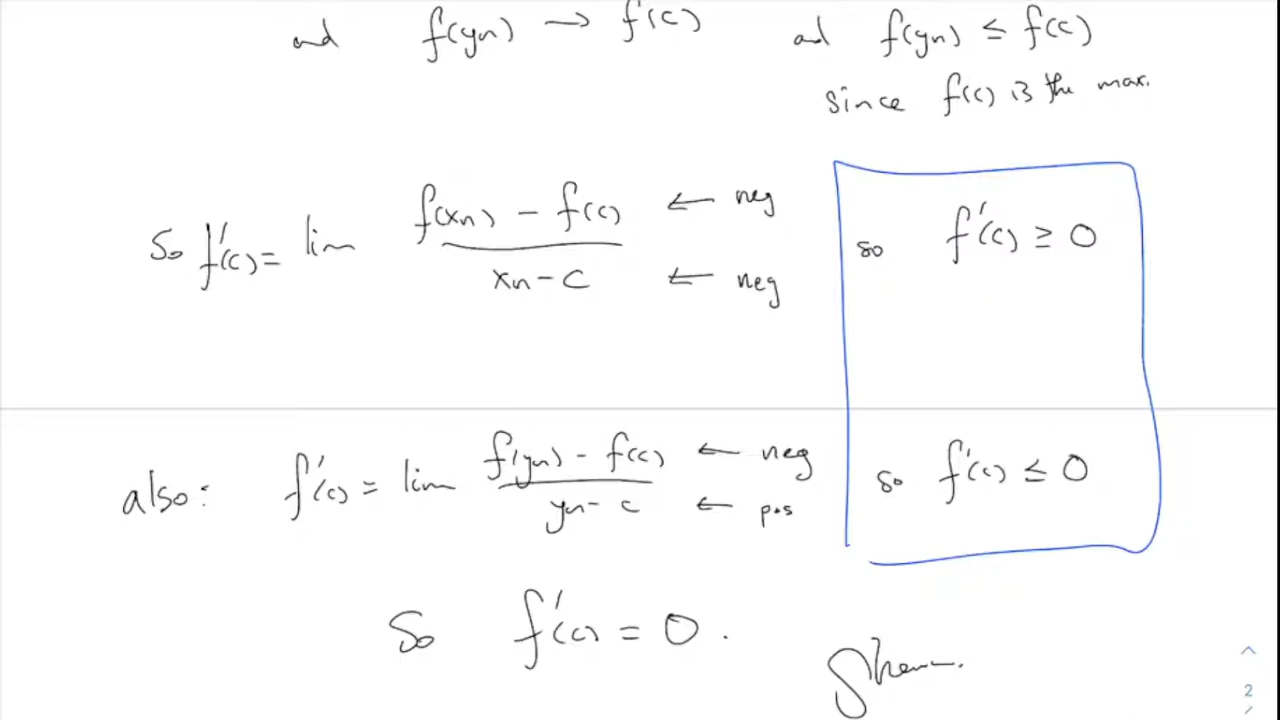 and f(yn) → f(c) and f(yn) ≤ f(c)
since f(c) is the max.
So f'(c) = lim (f(xn) - f(c))/(xn - c) ← neg ← neg so f'(c) ≥ 0
also: f'(c) = lim (f(yn) - f(c))/(yn - c) ← neg ← pos so f'(c) ≤ 0
So f'(c) = 0.
2